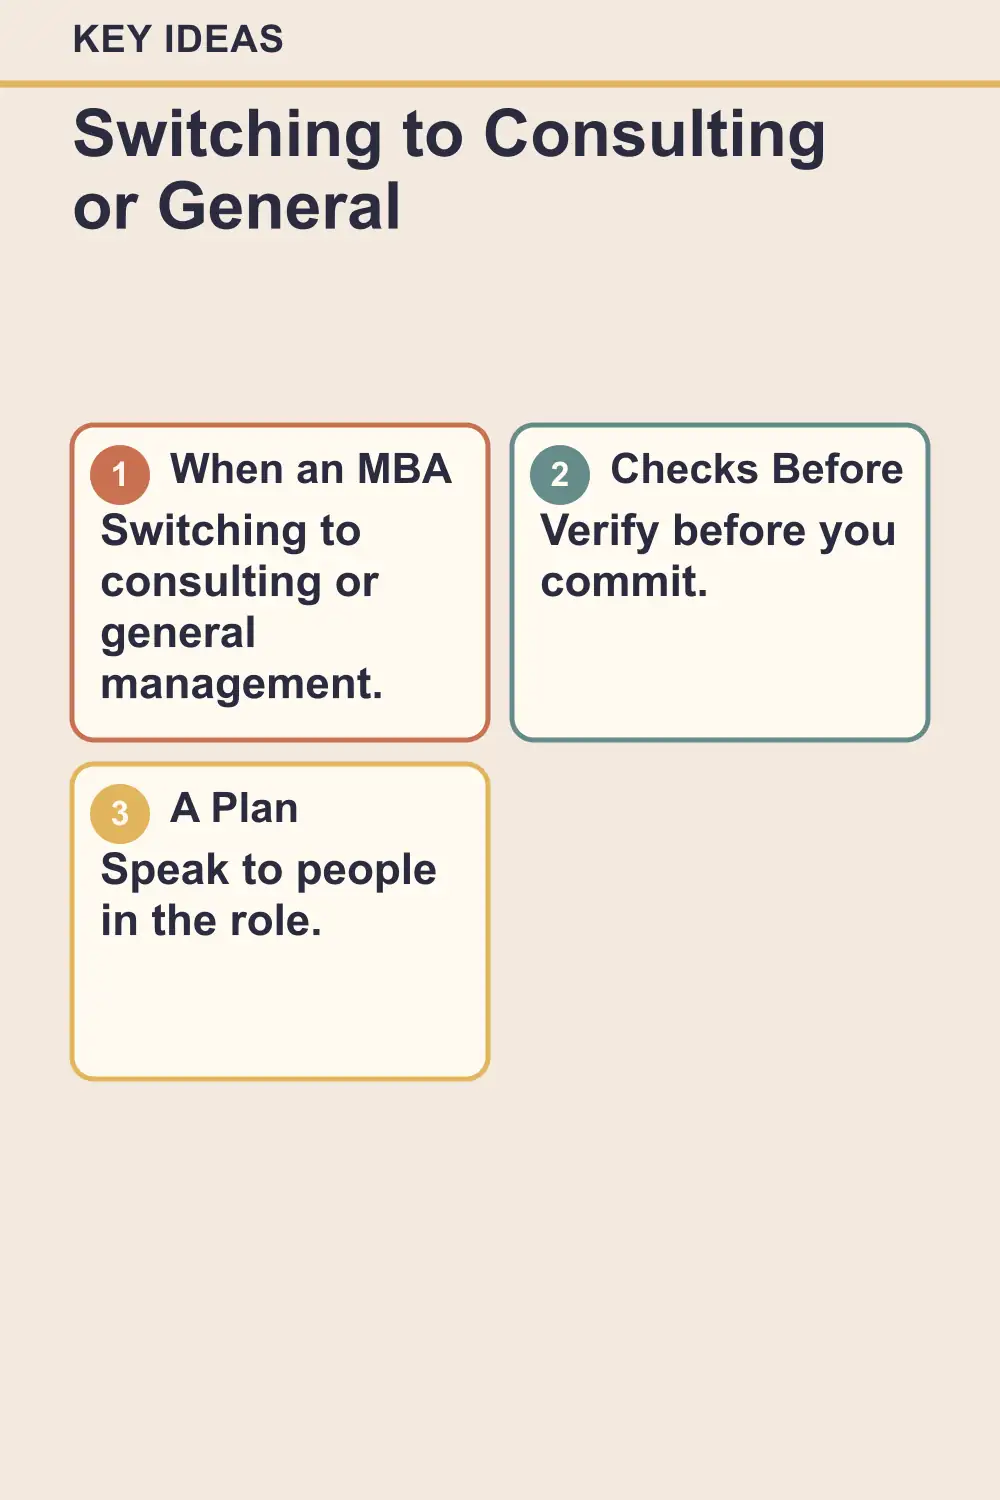 KEY IDEAS
Switching to Consulting
or General
1 When an MBA
Switching to
consulting or
general
management.
2 Checks Before
Verify before you
commit.
3 A Plan
Speak to people
in the role.